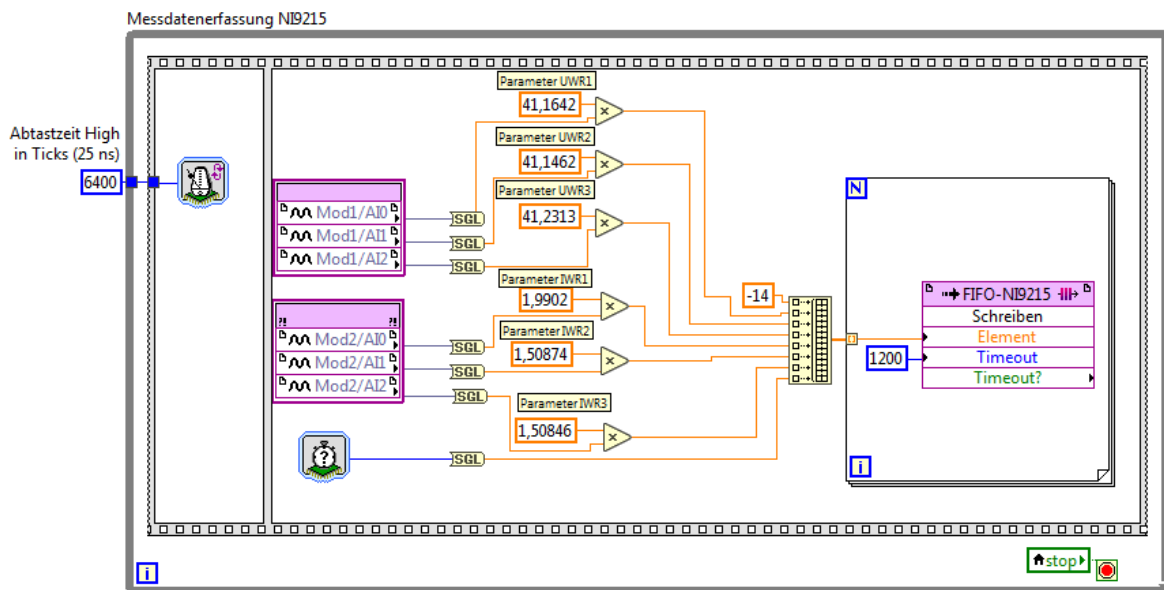 Messdatenerfassung NI9215
Abtastzeit High
in Ticks (25 ns)
6400
Parameter UWR1
41,1642
Parameter UWR2
41,1462
Parameter UWR3
41,2313
Mod1/AI0
SGL
Mod1/AI1
SGL
Mod1/AI2
SGL
Parameter IWR1
1,9902
Parameter IWR2
1,50874
Mod2/AI0
SGL
Mod2/AI1
SGL
Mod2/AI2
SGL
Parameter IWR3
1,50846
SGL
-14
N
FIFO-NI9215
Schreiben
Element
1200
Timeout
Timeout?
i
stop
i